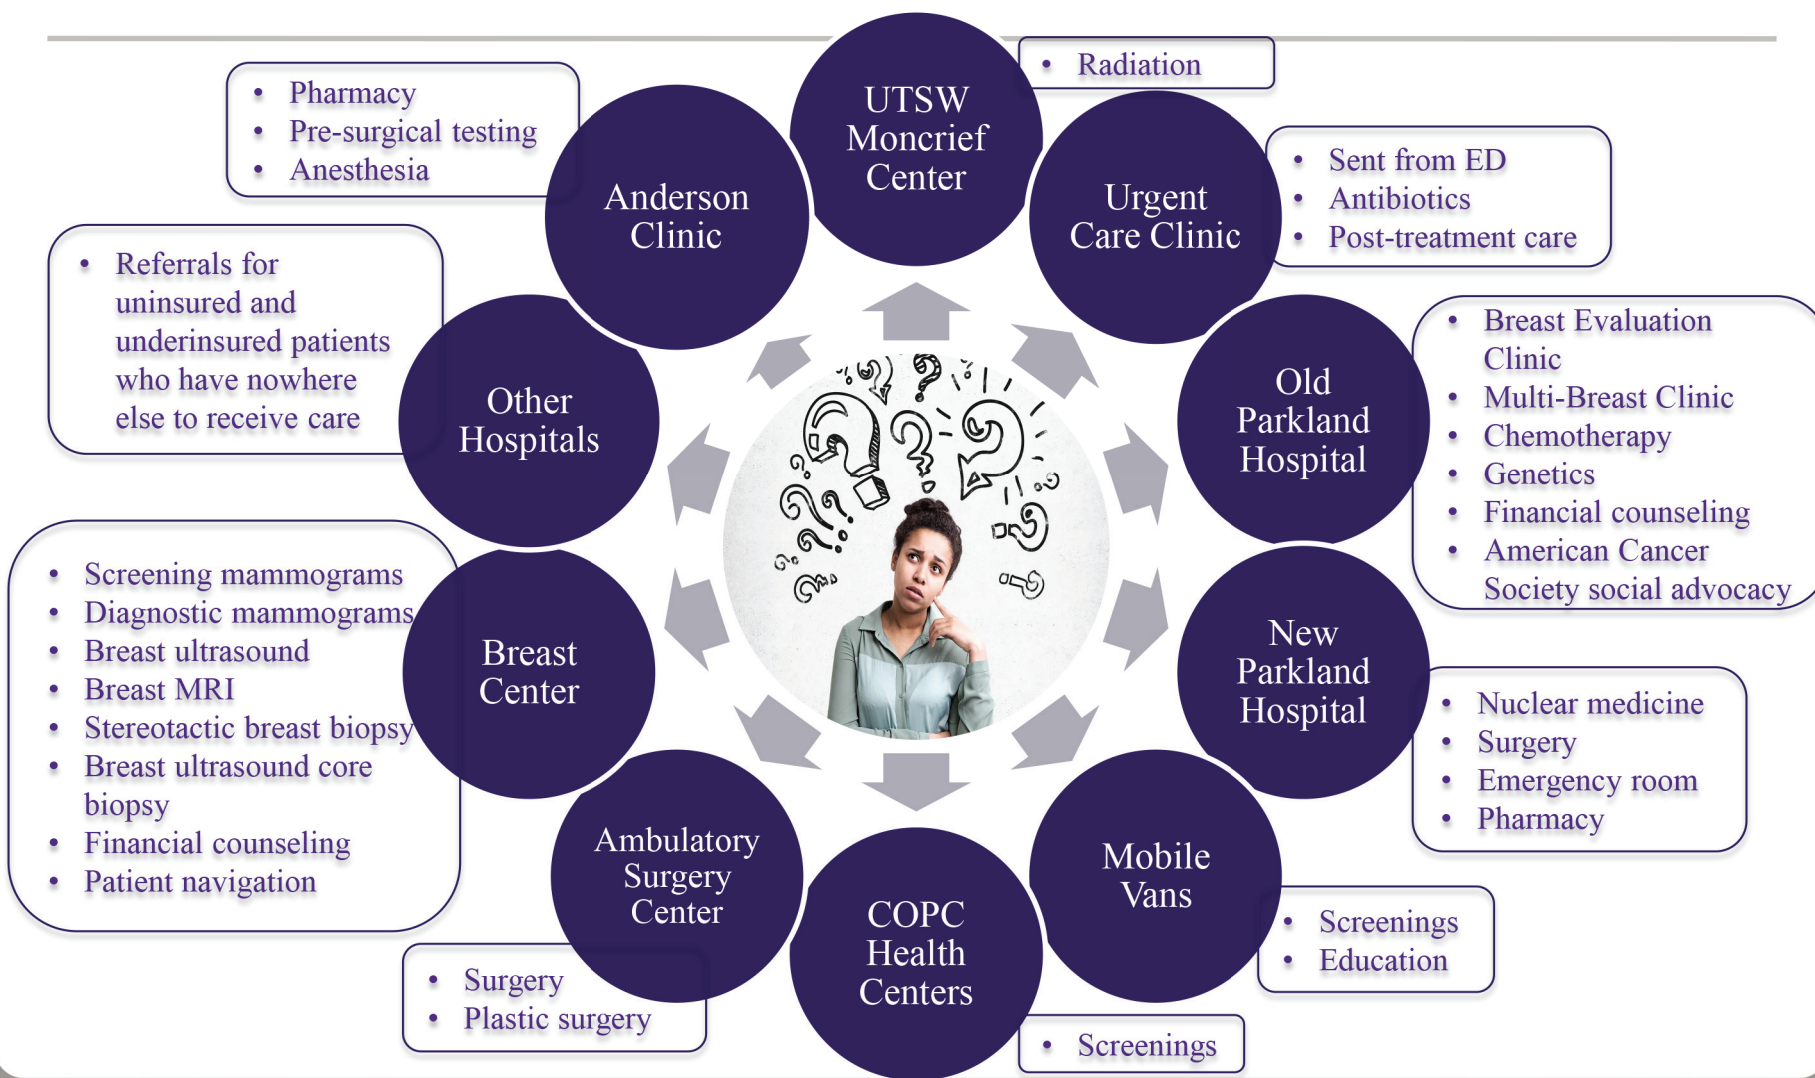 UTSW
Moncrief
Center
• Radiation
Urgent
Care Clinic
• Sent from ED
• Antibiotics
• Post-treatment care
Old
Parkland
Hospital
• Breast Evaluation
Clinic
• Multi-Breast Clinic
• Chemotherapy
• Genetics
• Financial counseling
• American Cancer
Society social advocacy
New
Parkland
Hospital
• Nuclear medicine
• Surgery
• Emergency room
• Pharmacy
Mobile
Vans
• Screenings
• Education
COPC
Health
Centers
• Screenings
Ambulatory
Surgery
Center
• Surgery
• Plastic surgery
Breast
Center
• Screening mammograms
• Diagnostic mammograms
• Breast ultrasound
• Breast MRI
• Stereotactic breast biopsy
• Breast ultrasound core
biopsy
• Financial counseling
• Patient navigation
Other
Hospitals
• Referrals for
uninsured and
underinsured patients
who have nowhere
else to receive care
Anderson
Clinic
• Pharmacy
• Pre-surgical testing
• Anesthesia